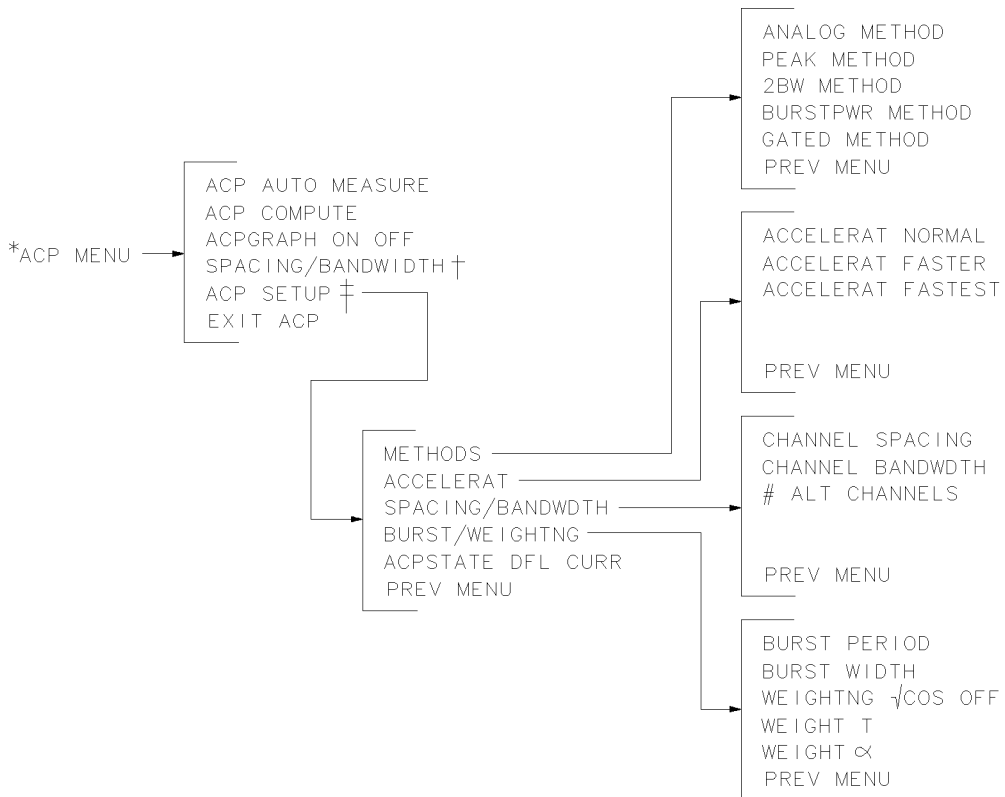 *ACP MENU
ACP AUTO MEASURE
ACP COMPUTE
ACPGRAPH ON OFF
SPACING/BANDWIDTH †
ACP SETUP ‡
EXIT ACP
METHODS
ACCELERAT
SPACING/BANDWDTH
BURST/WEIGHTNG
ACPSTATE DFL CURR
PREV MENU
ANALOG METHOD
PEAK METHOD
2BW METHOD
BURSTPWR METHOD
GATED METHOD
PREV MENU
ACCELERAT NORMAL
ACCELERAT FASTER
ACCELERAT FASTEST
PREV MENU
CHANNEL SPACING
CHANNEL BANDWDTH
# ALT CHANNELS
PREV MENU
BURST PERIOD
BURST WIDTH
WEIGHTNG √COS OFF
WEIGHT T
WEIGHT ∝
PREV MENU